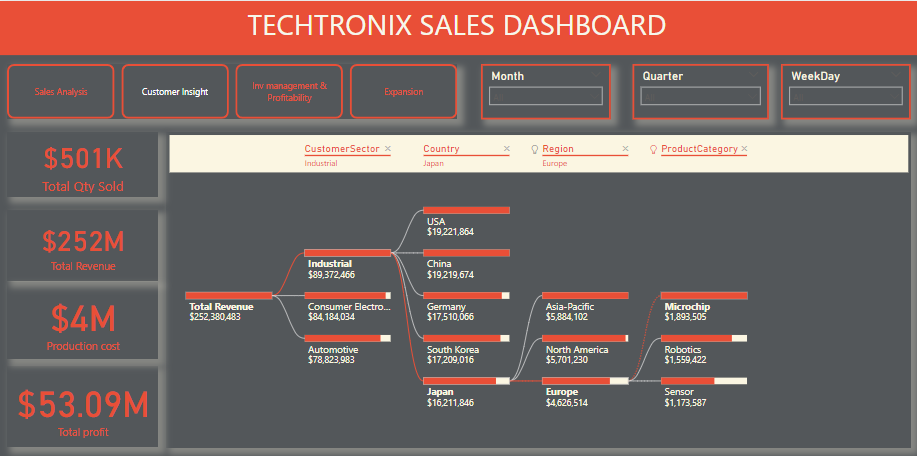 TECHTRONIX SALES DASHBOARD
Sales Analysis
Customer Insight
Inv management &
Profitability
Expansion
Month
Quarter
WeekDay
$501K
Total Qty Sold
$252M
Total Revenue
$4M
Production cost
$53.09M
Total profit
CustomerSector
Industrial
Country
Japan
Region
Europe
ProductCategory
Total Revenue
$252,380,483
Industrial
$89,372,466
Consumer Electro...
$84,184,034
Automotive
$78,823,983
USA
$19,221,864
China
$19,219,674
Germany
$17,510,066
South Korea
$17,209,016
Japan
$16,211,846
Asia-Pacific
$5,884,102
North America
$5,701,230
Europe
$4,626,514
Microchip
$1,893,505
Robotics
$1,559,422
Sensor
$1,173,587